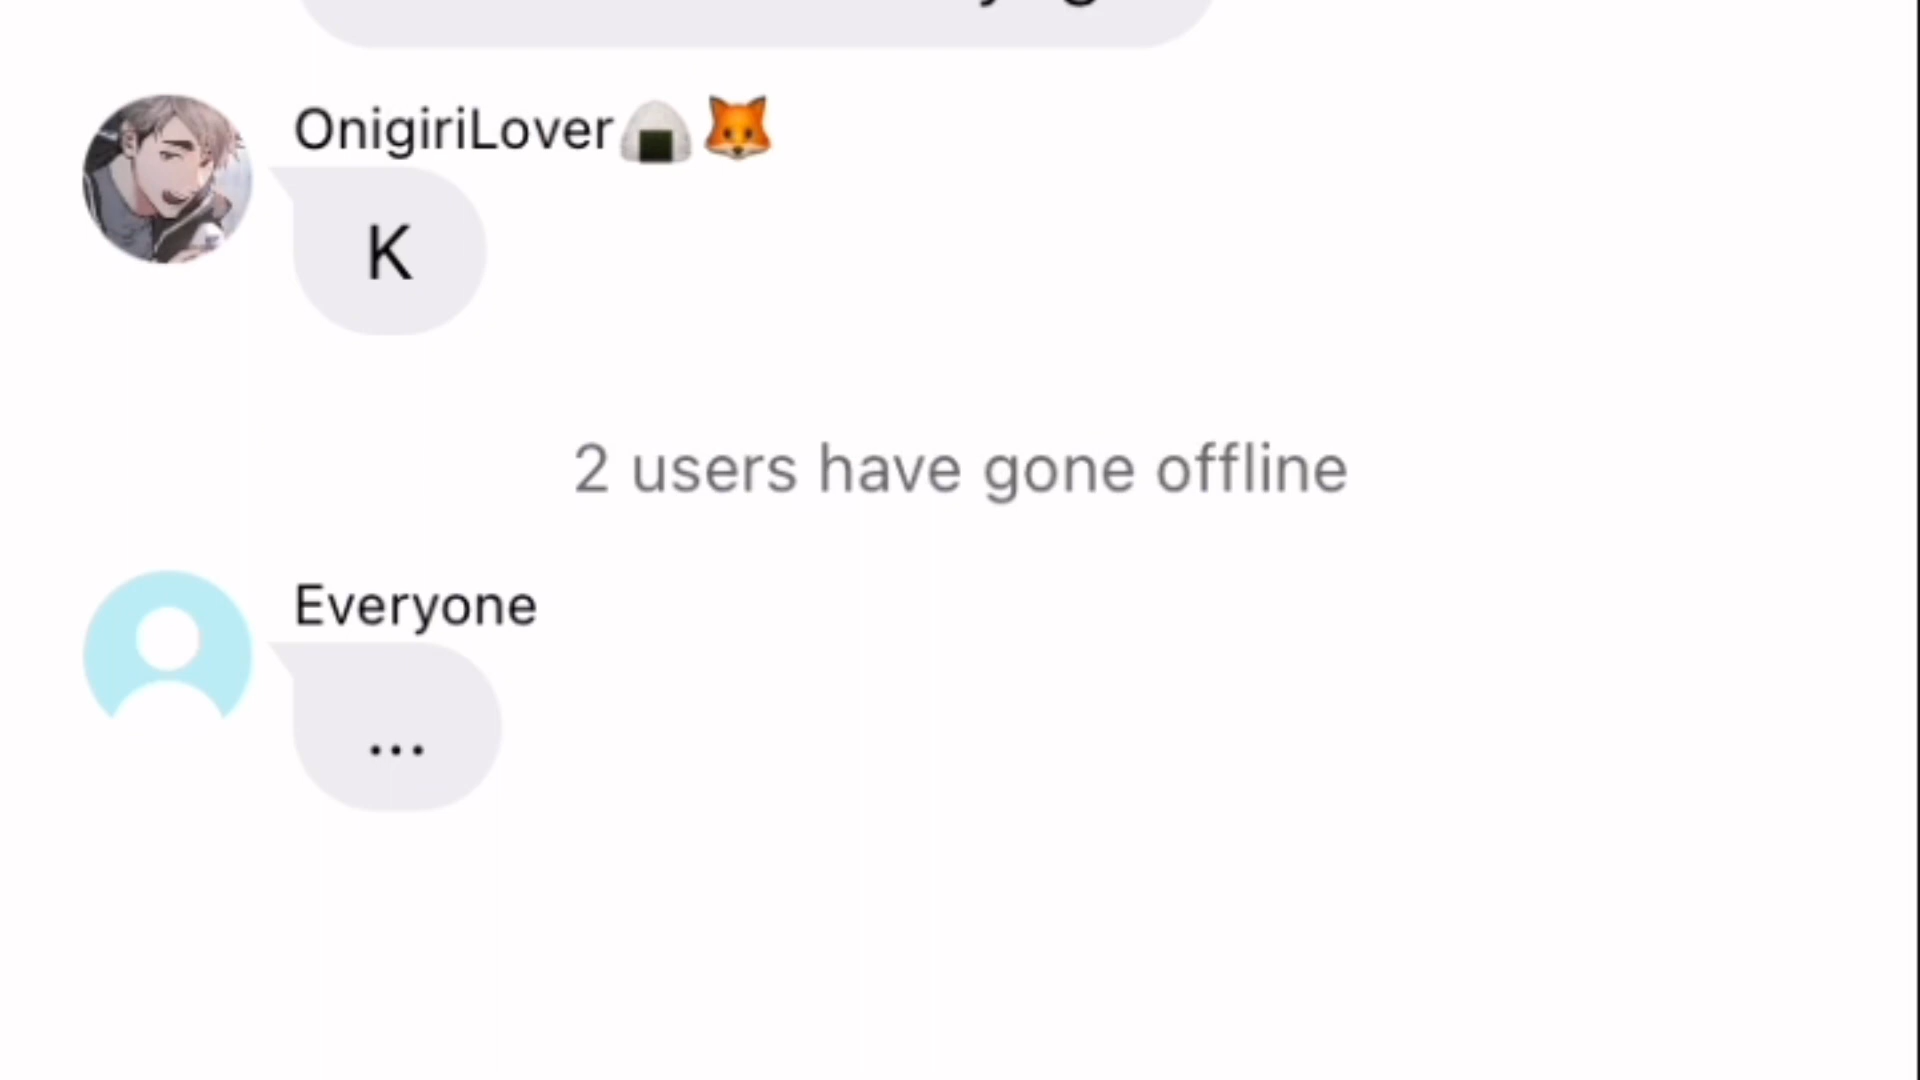 OnigiriLover🍙🦊
K
2 users have gone offline
Everyone
...